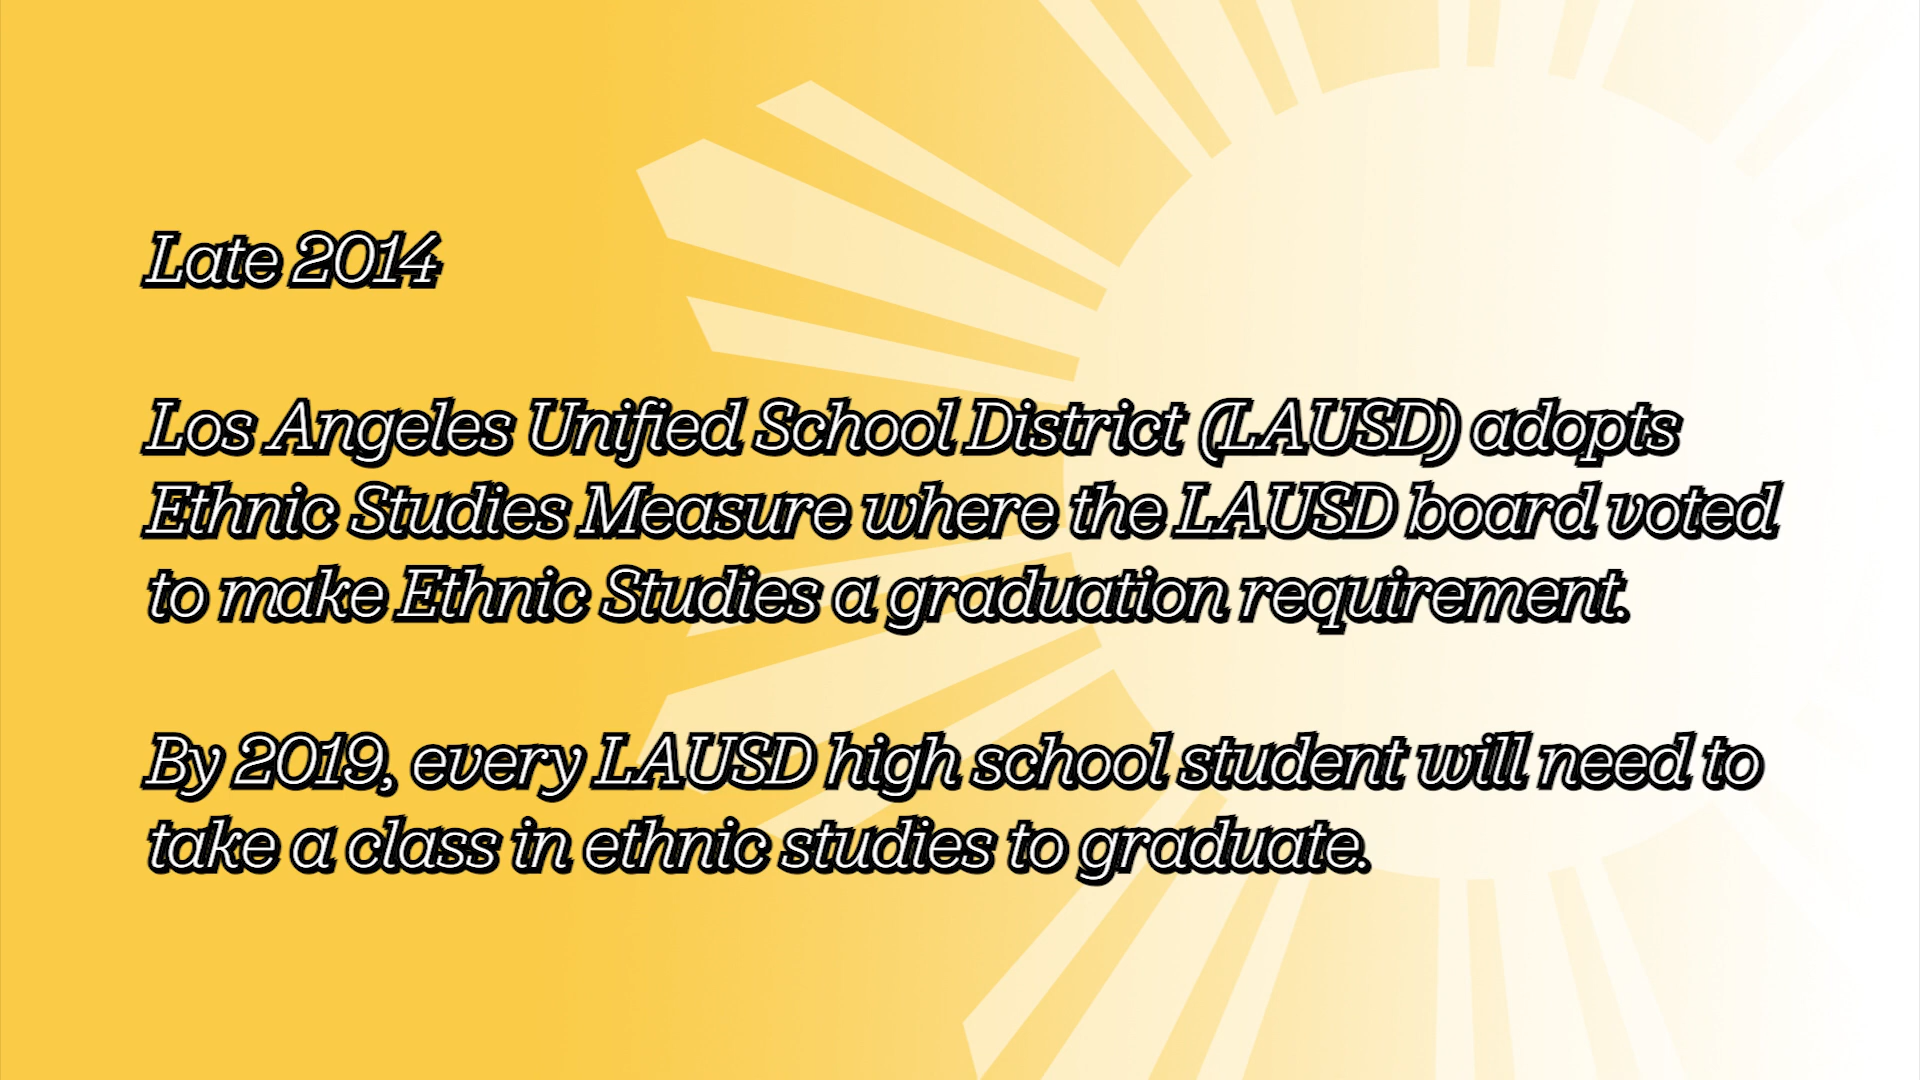 Late 2014
Los Angeles Unified School District (LAUSD) adopts
Ethnic Studies Measure where the LAUSD board voted
to make Ethnic Studies a graduation requirement.
By 2019, every LAUSD high school student will need to
take a class in ethnic studies to graduate.